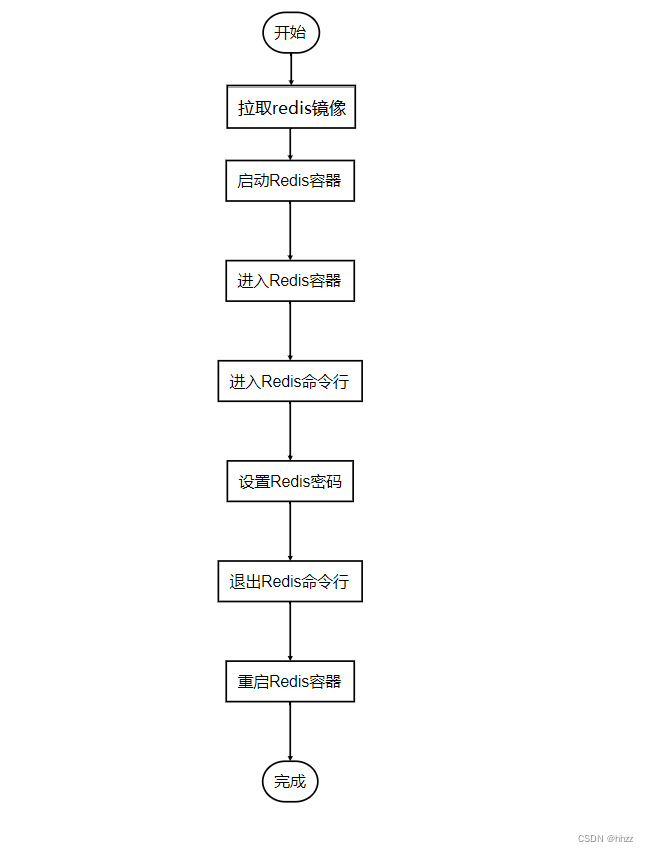 开始
拉取redis镜像
启动Redis容器
进入Redis容器
进入Redis命令行
设置Redis密码
退出Redis命令行
重启Redis容器
完成
CSDN @hhzz